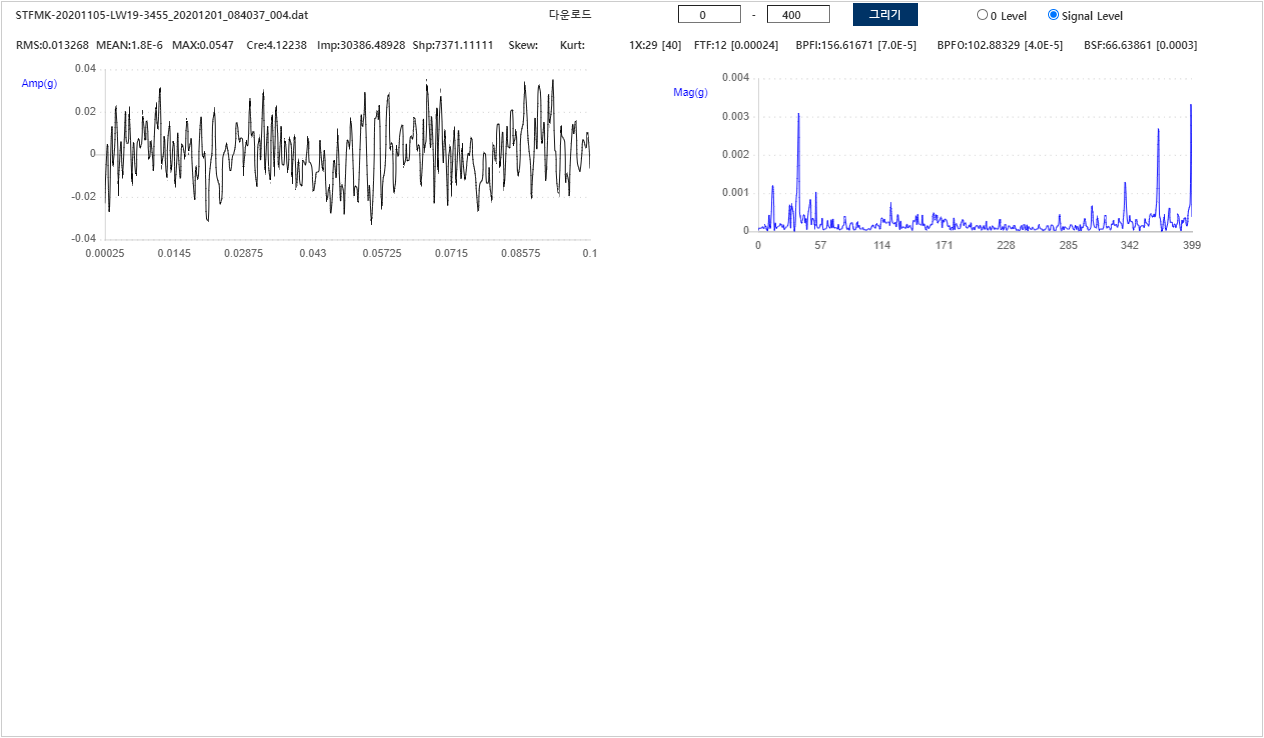 STFMK-20201105-LW19-3455_20201201_084037_004.dat 다운로드 0 - 400 그리기 0 Level Signal Level
RMS:0.013268 MEAN:1.8E-6 MAX:0.0547 Cre:4.12238 Imp:30386.48928 Shp:7371.11111 Skew: Kurt: 1X:29 [40] FTF:12 [0.00024] BPFI:156.61671 [7.0E-5] BPFO:102.88329 [4.0E-5] BSF:66.63861 [0.0003]
Amp(g)
0.04
0.02
0
-0.02
-0.04
0.00025 0.0145 0.02875 0.043 0.05725 0.0715 0.08575 0.1
Mag(g)
0.004
0.003
0.002
0.001
0
0 57 114 171 228 285 342 399